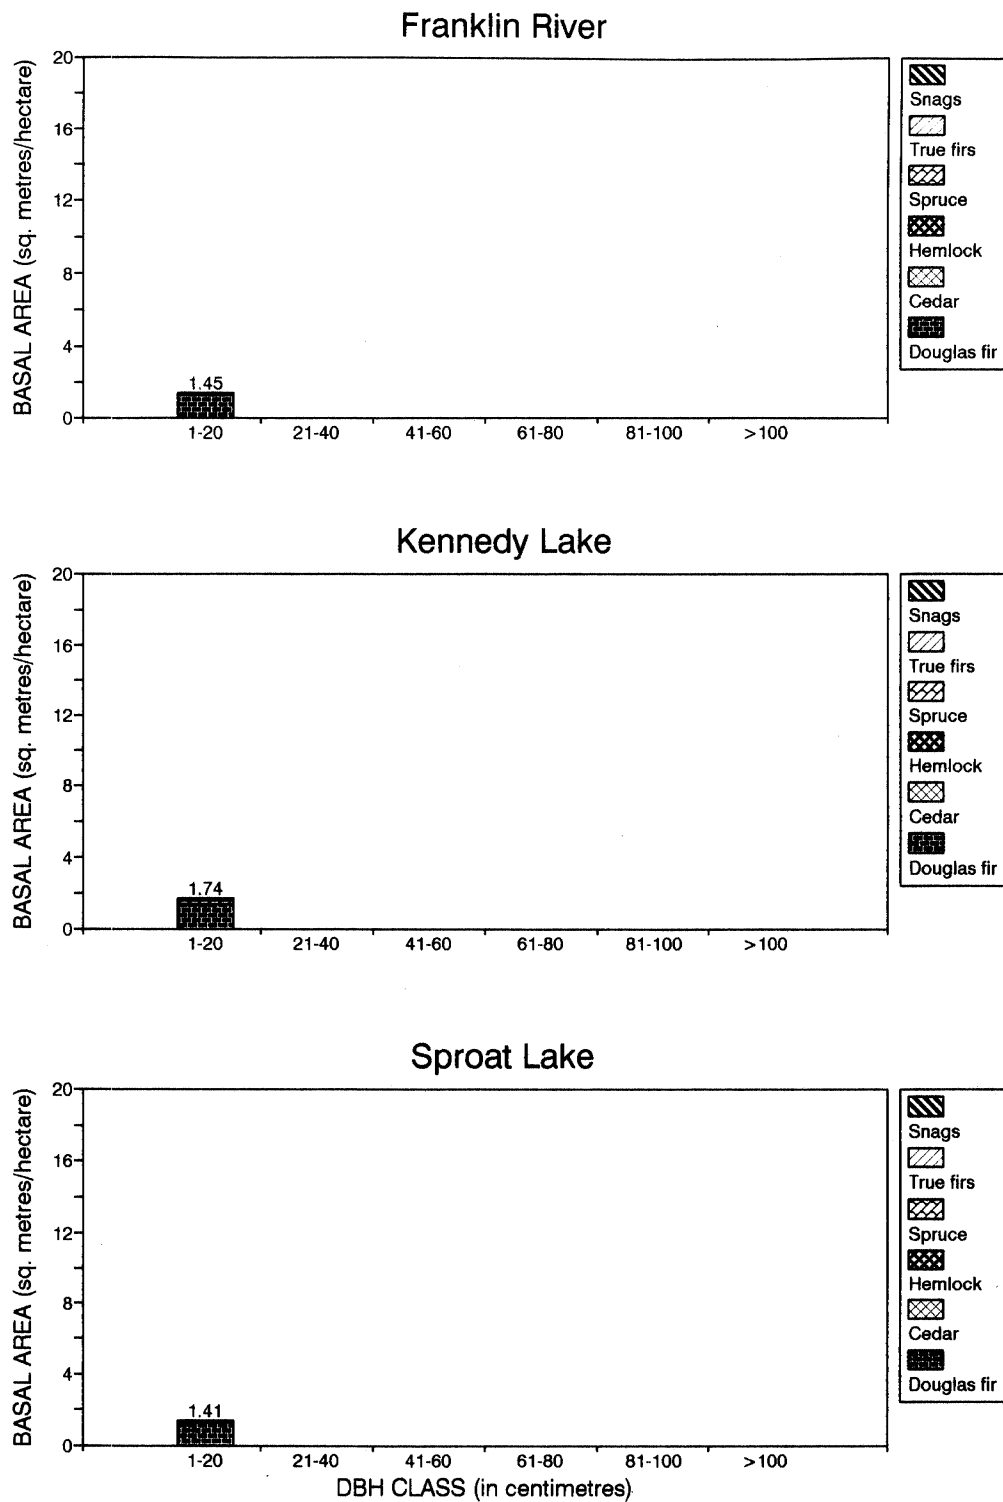 Franklin River
BASAL AREA (sq. metres/hectare)
20
16
12
8
4
0
1.45
1-20 21-40 41-60 61-80 81-100 >100
Snags
True firs
Spruce
Hemlock
Cedar
Douglas fir
Kennedy Lake
BASAL AREA (sq. metres/hectare)
20
16
12
8
4
0
1.74
1-20 21-40 41-60 61-80 81-100 >100
Snags
True firs
Spruce
Hemlock
Cedar
Douglas fir
Sproat Lake
BASAL AREA (sq. metres/hectare)
20
16
12
8
4
0
1.41
1-20 21-40 41-60 61-80 81-100 >100
DBH CLASS (in centimetres)
Snags
True firs
Spruce
Hemlock
Cedar
Douglas fir